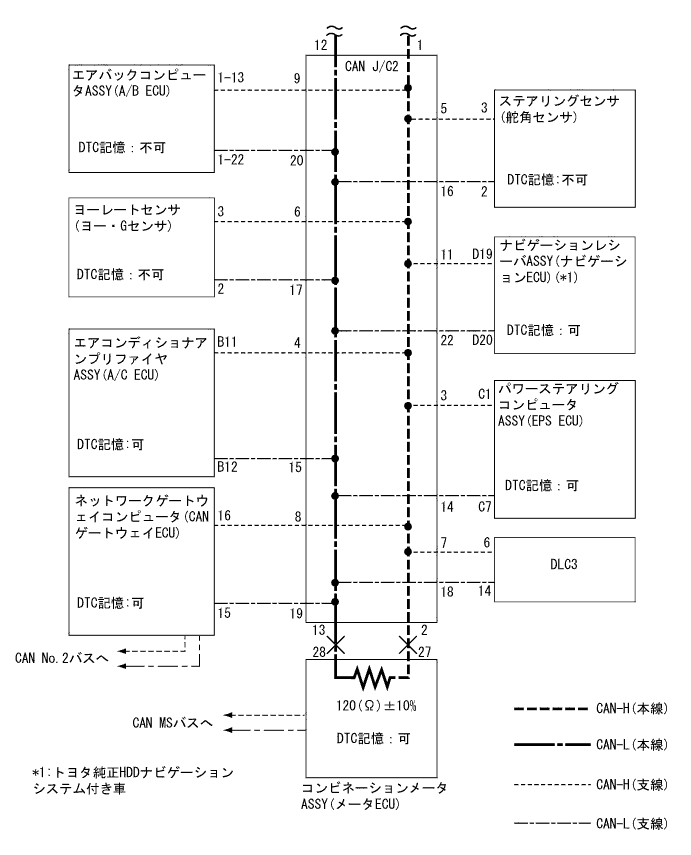 12
1
CAN J/C2
エアバックコンピュー
タASSY(A/B ECU)
DTC記憶：不可
1-13
9
1-22
20
5
3
ステアリングセンサ
(舵角センサ)
DTC記憶:不可
16
2
ヨーレートセンサ
(ヨー・Gセンサ)
DTC記憶：不可
3
6
2
17
11
D19
ナビゲーションレシ
ーバASSY(ナビゲーシ
ョンECU)(*1)
DTC記憶：可
22
D20
エアコンディショナア
ンプリファイヤ
ASSY(A/C ECU)
DTC記憶：可
B11
4
B12
15
3
C1
パワーステアリング
コンピュータ
ASSY(EPS ECU)
DTC記憶：可
14
C7
ネットワークゲートウ
ェイコンピュータ(CAN
ゲートウェイECU)
DTC記憶:可
16
8
15
19
7
6
DLC3
18
14
13
2
28
27
CAN No.2バスへ
120(Ω)±10%
DTC記憶：可
CAN MSバスへ
コンビネーションメータ
ASSY(メータECU)
*1:トヨタ純正HDDナビゲーション
システム付き車
CAN-H(本線)
CAN-L(本線)
CAN-H(支線)
CAN-L(支線)